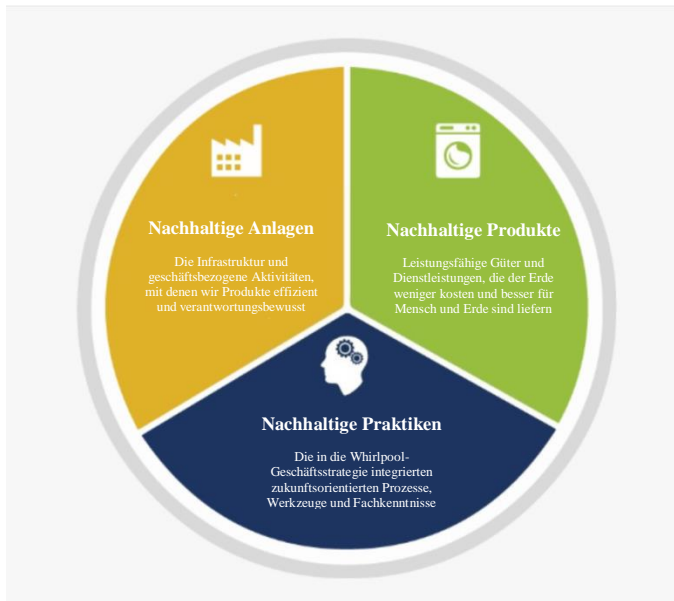 Nachhaltige Anlagen
Die Infrastruktur und
geschäftsbezogene Aktivitäten,
mit denen wir Produkte effizient
und verantwortungsbewusst
Nachhaltige Produkte
Leistungsfähige Güter und
Dienstleistungen, die der Erde
weniger kosten und besser für
Mensch und Erde sind liefern
Nachhaltige Praktiken
Die in die Whirlpool-
Geschäftsstrategie integrierten
zukunftsorientierten Prozesse,
Werkzeuge und Fachkenntnisse